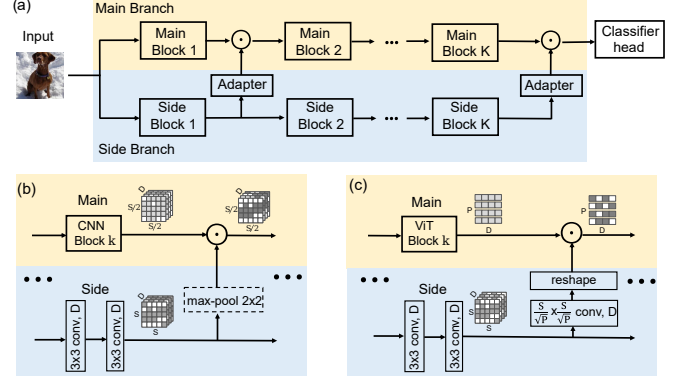 (a)
Main Branch
Input
Main
Block 1
Main
Block 2
...
Main
Block K
Classifier
head
Adapter
Adapter
Side
Block 1
Side
Block 2
...
Side
Block K
Side Branch
(b)
Main
CNN
Block k
D
S/2
S/2
D
S/2
S/2
...
Side
3x3 conv, D
3x3 conv, D
D
S
S
max-pool 2x2
...
(c)
Main
ViT
Block k
P
D
P
D
...
Side
3x3 conv, D
3x3 conv, D
D
S
S
reshape
S/√P x S/√P conv, D
...